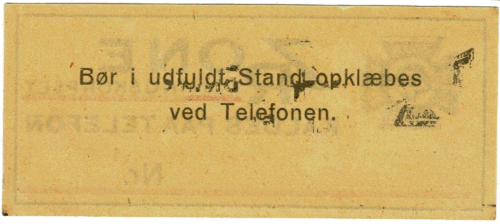 Bør i udfuldt Stand opklæbes
ved Telefonen.